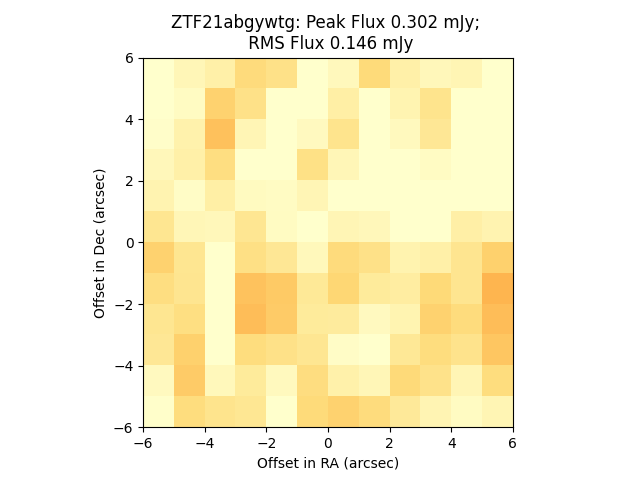 ZTF21abgywtg: Peak Flux 0.302 mJy;
RMS Flux 0.146 mJy
6
4
2
0
−2
−4
−6
Offset in Dec (arcsec)
−6 −4 −2 0 2 4 6
Offset in RA (arcsec)